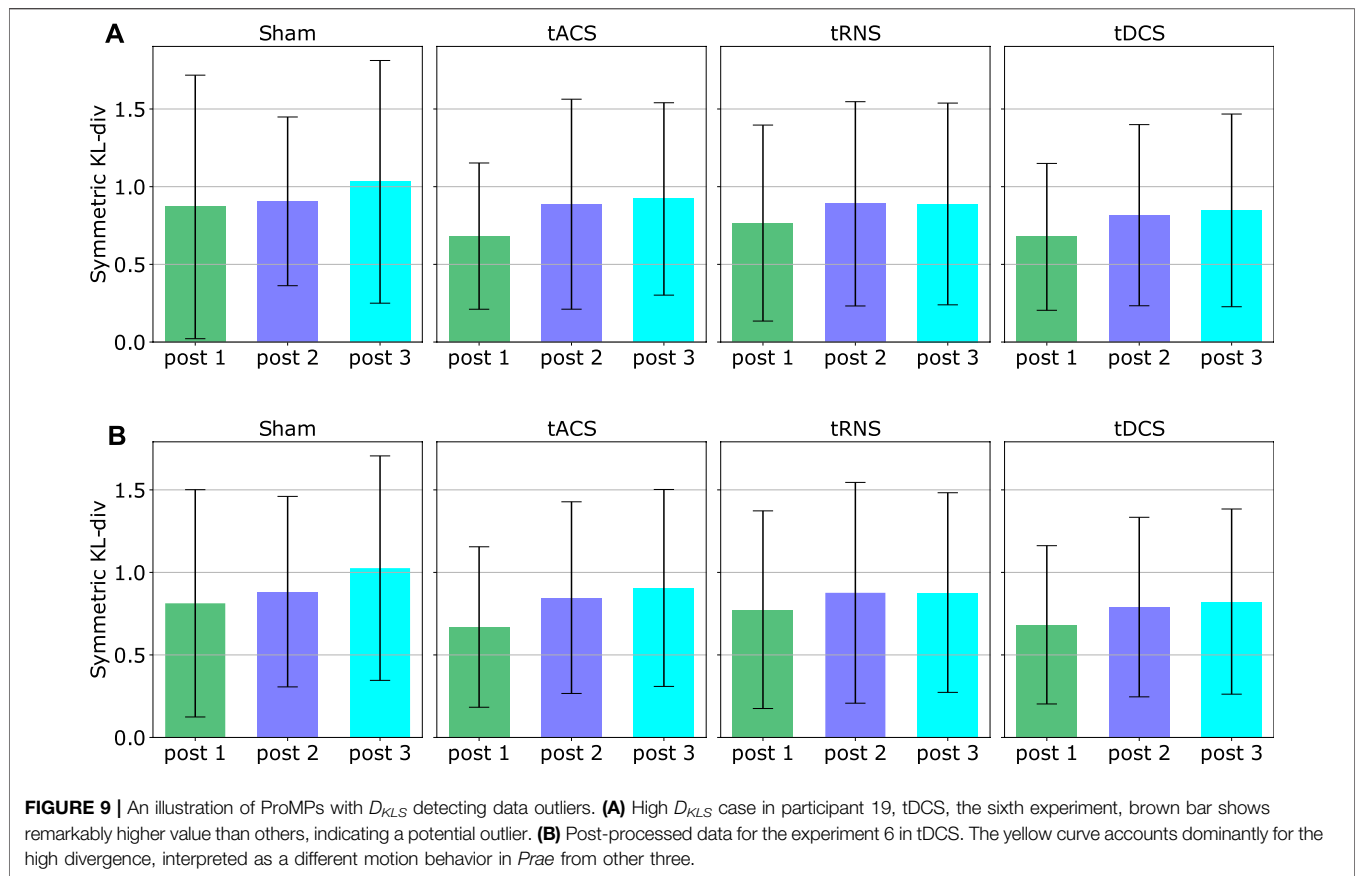 A
Sham tACS tRNS tDCS
Symmetric KL-div
1.5
1.0
0.5
0.0
post 1 post 2 post 3 post 1 post 2 post 3 post 1 post 2 post 3 post 1 post 2 post 3
B
Sham tACS tRNS tDCS
Symmetric KL-div
1.5
1.0
0.5
0.0
post 1 post 2 post 3 post 1 post 2 post 3 post 1 post 2 post 3 post 1 post 2 post 3
FIGURE 9 | An illustration of ProMPs with DKLS detecting data outliers. (A) High DKLS case in participant 19, tDCS, the sixth experiment, brown bar shows
remarkably higher value than others, indicating a potential outlier. (B) Post-processed data for the experiment 6 in tDCS. The yellow curve accounts dominantly for the
high divergence, interpreted as a different motion behavior in Prae from other three.